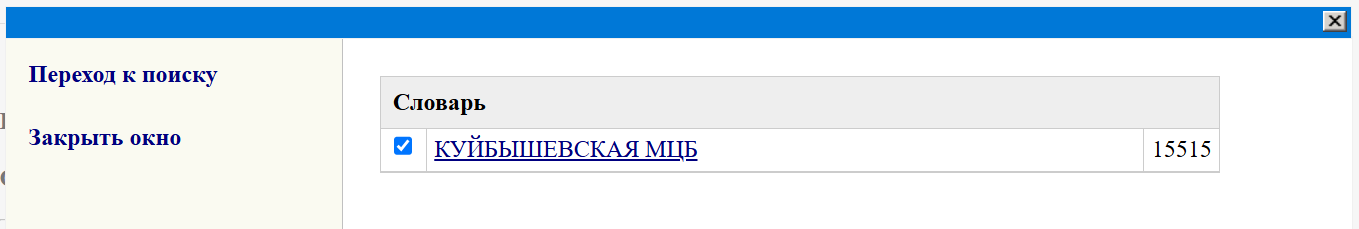 Переход к поиску
Закрыть окно
Словарь
КУЙБЫШЕВСКАЯ МЦБ 15515